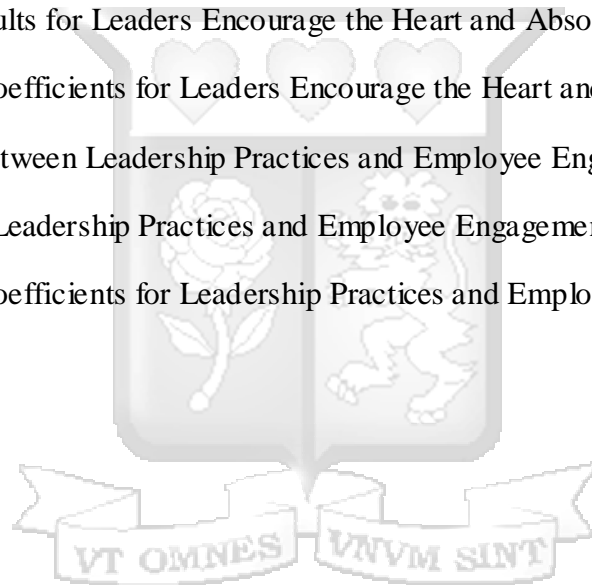 ults for Leaders Encourage the Heart and Abso
oefficients for Leaders Encourage the Heart and
tween Leadership Practices and Employee Eng
Leadership Practices and Employee Engagemen
oefficients for Leadership Practices and Emplo
VT OMNES VNVM SINT